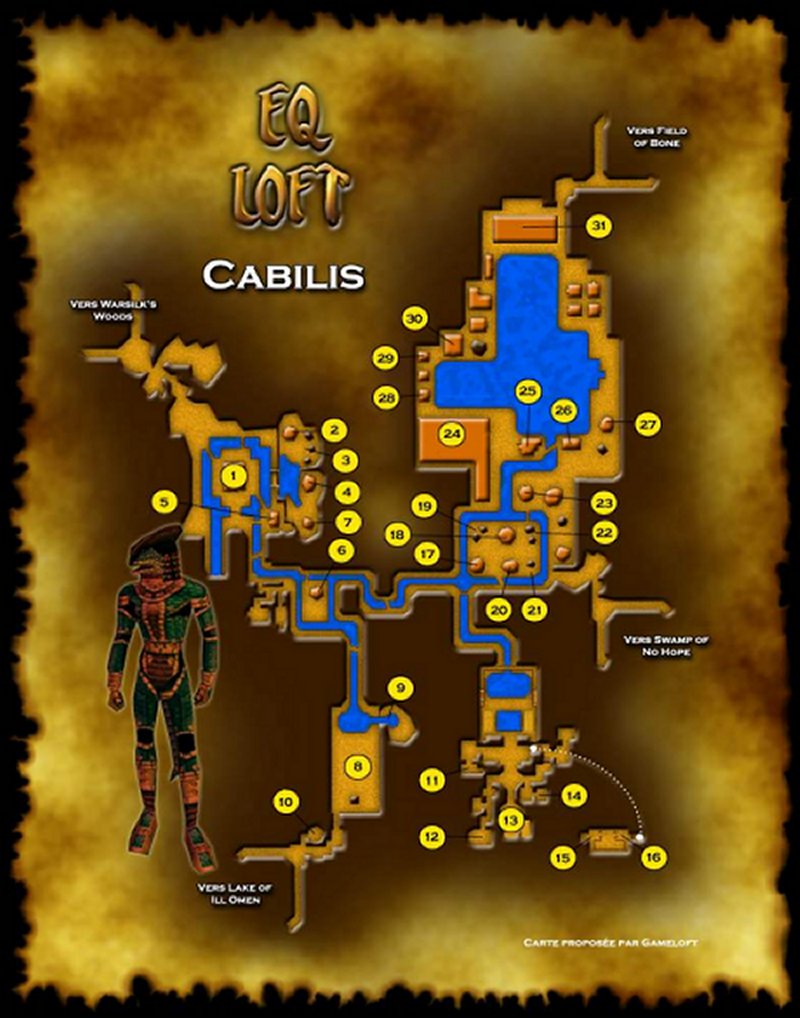 EQ
LOFT
CABILIS
VERS FIELD
OF BONE
VERS WARSILK'S
WOODS
31
30
29
28
25
26
27
24
2
1
3
4
5
7
6
19
18
17
23
22
20
21
VERS SWAMP OF
NO HOPE
9
8
10
11
12
13
14
15
16
VERS LAKE OF
ILL OMEN
CARTE PROPOSÉE PAR GAMELOFT